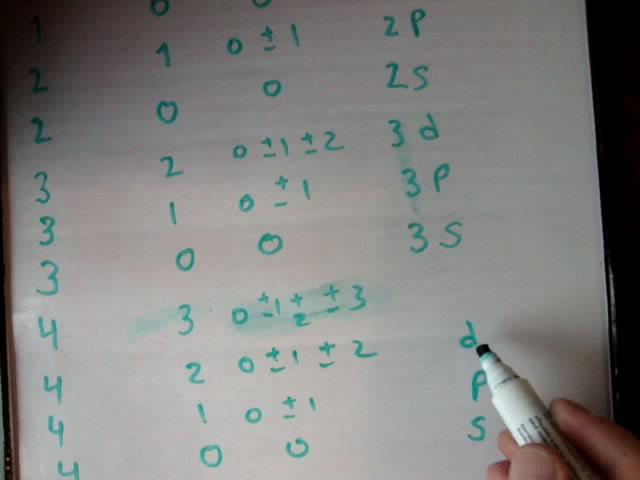 1 0 0
2 1 0 ±1 2P
2 0 0 2S
3 2 0 ±1 ±2 3d
3 1 0 ±1 3P
3 0 0 3S
4 3 0 ±1 ±2 ±3
4 2 0 ±1 ±2 d
4 1 0 ±1 P
4 0 0 S